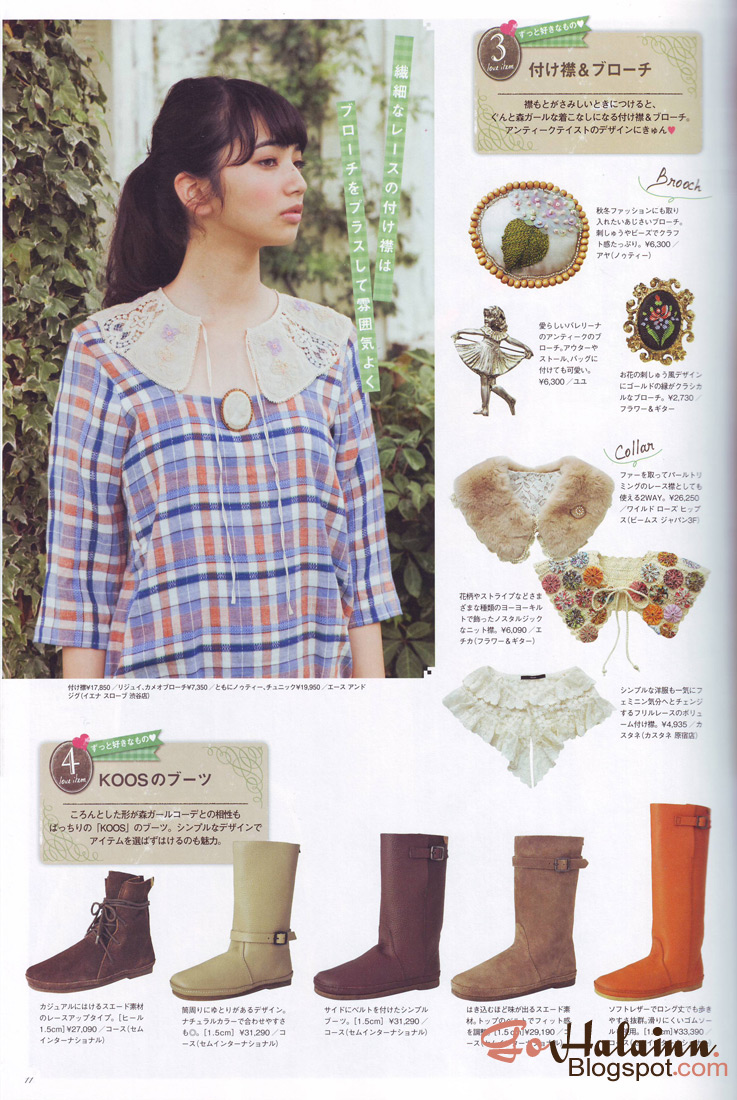 繊細なレースの付け襟は
ブローチをプラスして雰囲気よく
付け襟¥17,850／リジュイ、カメオブローチ¥7,350／ともにノゥティー、チュニック¥19,950／エース アンド
ジグ(イエナ スローブ 渋谷店)
3
love item
ずっと好きなもの♥
付け襟＆ブローチ
襟もとがさみしいときにつけると、
ぐんと森ガールな着こなしになる付け襟＆ブローチ。
アンティークテイストのデザインにきゅん♥
Brooch
秋冬ファッションにも取り
入れたいあじさいブローチ。
刺しゅうやビーズでクラフ
ト感たっぷり。¥6,300／
アヤ(ノゥティー)
愛らしいバレリーナ
のアンティークのブ
ローチ。アウターや
ストール、バッグに
付けても可愛い。
¥6,300／ユユ
お花の刺しゅう風デザイン
にゴールドの縁がクラシカ
ルなブローチ。¥2,730／
フラワー＆ギター
Collar
ファーを取ってパールトリ
ミングのレース襟としても
使える2WAY。¥26,250
／ワイルド ローズ ヒップ
ス(ビームス ジャパン3F)
花柄やストライプなどさま
ざまな種類のヨーヨーキル
トで飾ったノスタルジック
なニット襟。¥6,090／エ
チカ(フラワー＆ギター)
シンプルな洋服も一気にフ
ェミニン気分へとチェンジ
するフリルレースのボリュ
ーム付け襟。¥4,935／カ
スタネ(カスタネ 原宿店)
4
love item
ずっと好きなもの♥
KOOSのブーツ
ころんとした形が森ガールコーデとの相性も
ばっちりの「KOOS」のブーツ。シンプルなデザインで
アイテムを選ばずはけるのも魅力。
カジュアルにはけるスエード素材
のレースアップタイプ。[ヒール
1.5cm]¥27,090／コース(セム
インターナショナル)
筒周りにゆとりがあるデザイン。
ナチュラルカラーで合わせやすさ
も◎。[1.5cm] ¥31,290／コ
ース(セムインターナショナル)
サイドにベルトを付けたシンプル
ブーツ。[1.5cm] ¥31,290／
コース(セムインターナショナル)
はき込むほど味が出るスエード素
材。トップのベルトでフィット感
を調整。[1.5cm]¥29,190／コ
ース(セムインターナショナル)
ソフトレザーでロング丈でも歩き
やすさ抜群。滑りにくいゴムソー
ル使用。[1.5cm]¥33,390／
コース(セムインターナショナル)
11
Go Halainn.
Blogspot.com